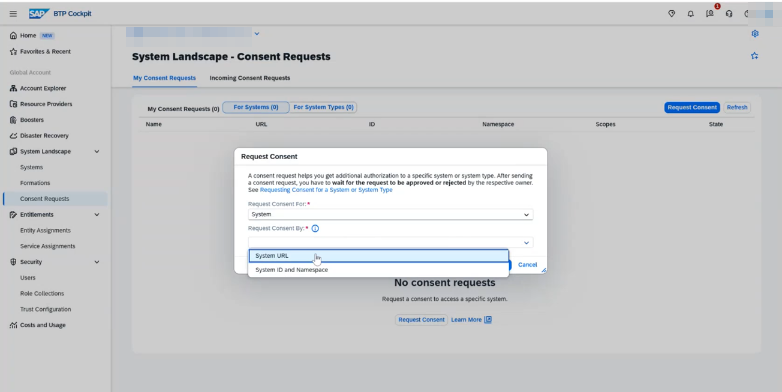 SAP BTP Cockpit
1
Home NEW
Favorites & Recent
Global Account
Account Explorer
Resource Providers
Boosters
Disaster Recovery
System Landscape
Systems
Formations
Consent Requests
Entitlements
Entity Assignments
Service Assignments
Security
Users
Role Collections
Trust Configuration
Costs and Usage
System Landscape - Consent Requests
My Consent Requests Incoming Consent Requests
My Consent Requests (0) For Systems (0) For System Types (0) Request Consent Refresh
Name URL ID Namespace Scopes State
Request Consent
A consent request helps you get additional authorization to a specific system or system type. After sending
a consent request, you have to wait for the request to be approved or rejected by the respective owner.
See Requesting Consent for a System or System Type
Request Consent For:*
System
Request Consent By:*
System URL
System ID and Namespace
Cancel
No consent requests
Request a consent to access a specific system.
Request Consent Learn More